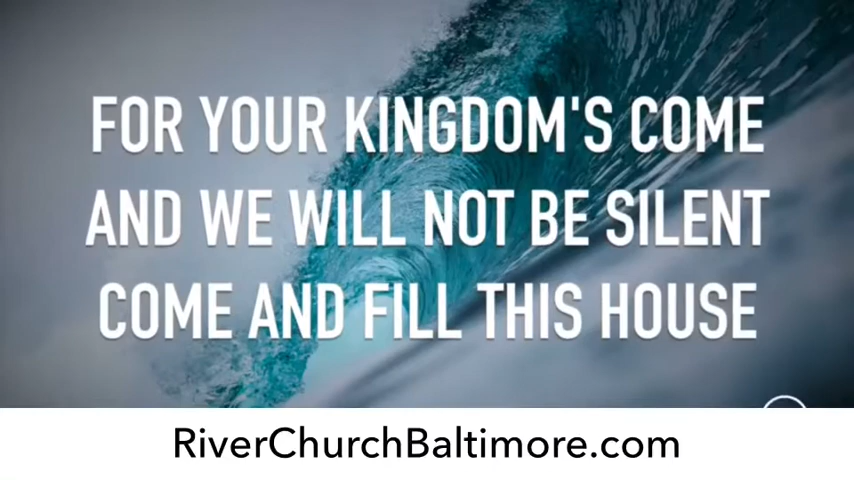 FOR YOUR KINGDOM'S COME
AND WE WILL NOT BE SILENT
COME AND FILL THIS HOUSE
RiverChurchBaltimore.com